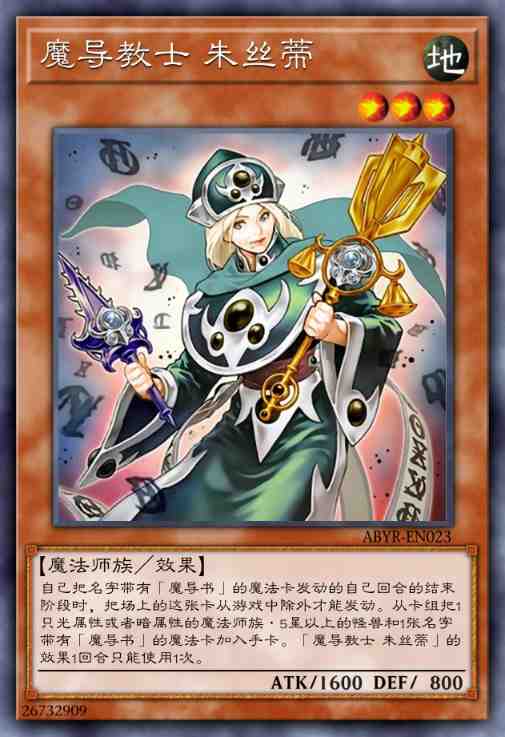 魔导教士 朱丝蒂
地
ABYR-EN023
【魔法师族／效果】
自己把名字带有「魔导书」的魔法卡发动的自己回合的结束
阶段时，把场上的这张卡从游戏中除外才能发动。从卡组把1
只光属性或者暗属性的魔法师族·5星以上的怪兽和1张名字
带有「魔导书」的魔法卡加入手卡。「魔导教士 朱丝蒂」的
效果1回合只能使用1次。
ATK/1600 DEF/ 800
26732909